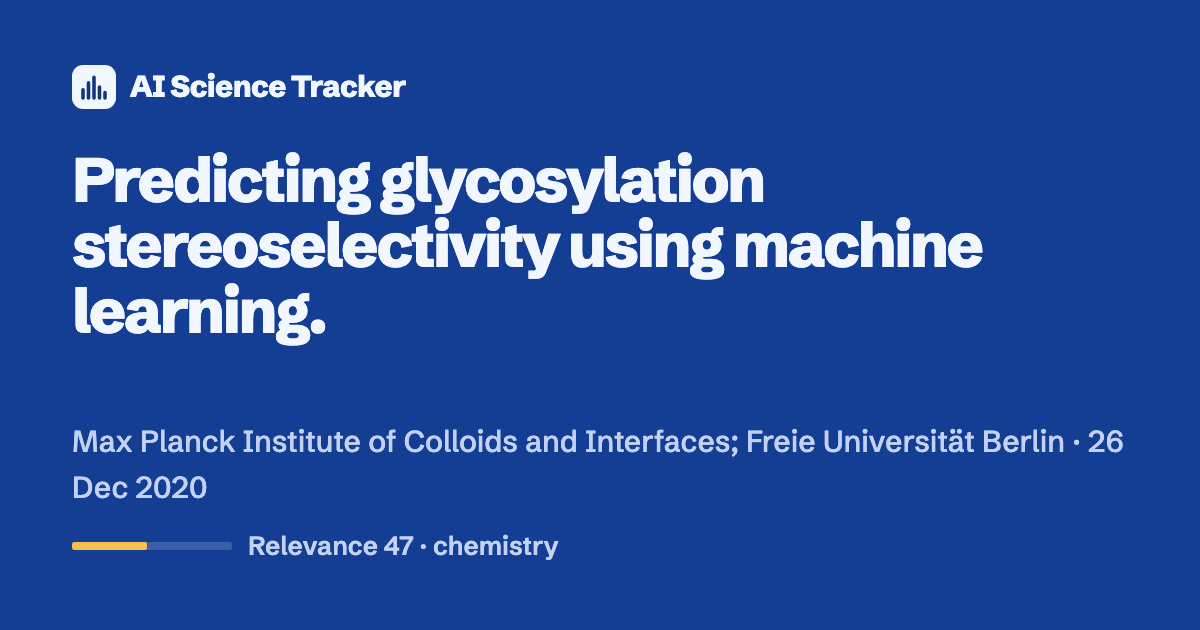 AI Science Tracker
Predicting glycosylation
stereoselectivity using machine
learning.
Max Planck Institute of Colloids and Interfaces; Freie Universität Berlin · 26
Dec 2020
Relevance 47 · chemistry